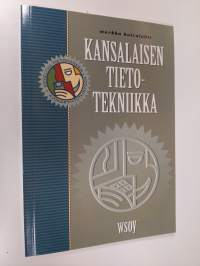 KANSALAISEN
TIETO-
TEKNIIKKA
wsoy